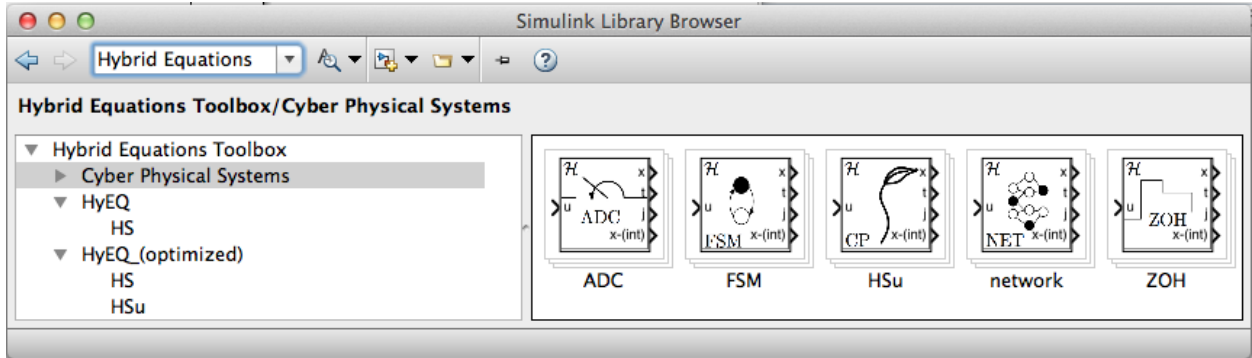 Simulink Library Browser
Hybrid Equations
Hybrid Equations Toolbox/Cyber Physical Systems
Hybrid Equations Toolbox
Cyber Physical Systems
HyEQ
HS
HyEQ_(optimized)
HS
HSu
ℋ x
t
u ADC j
x-(int)
ADC
ℋ x
t
u j
FSM x-(int)
FSM
ℋ x
t
u j
CP x-(int)
HSu
ℋ x
t
u j
NET x-(int)
network
ℋ x
t
u ZOH j
x-(int)
ZOH